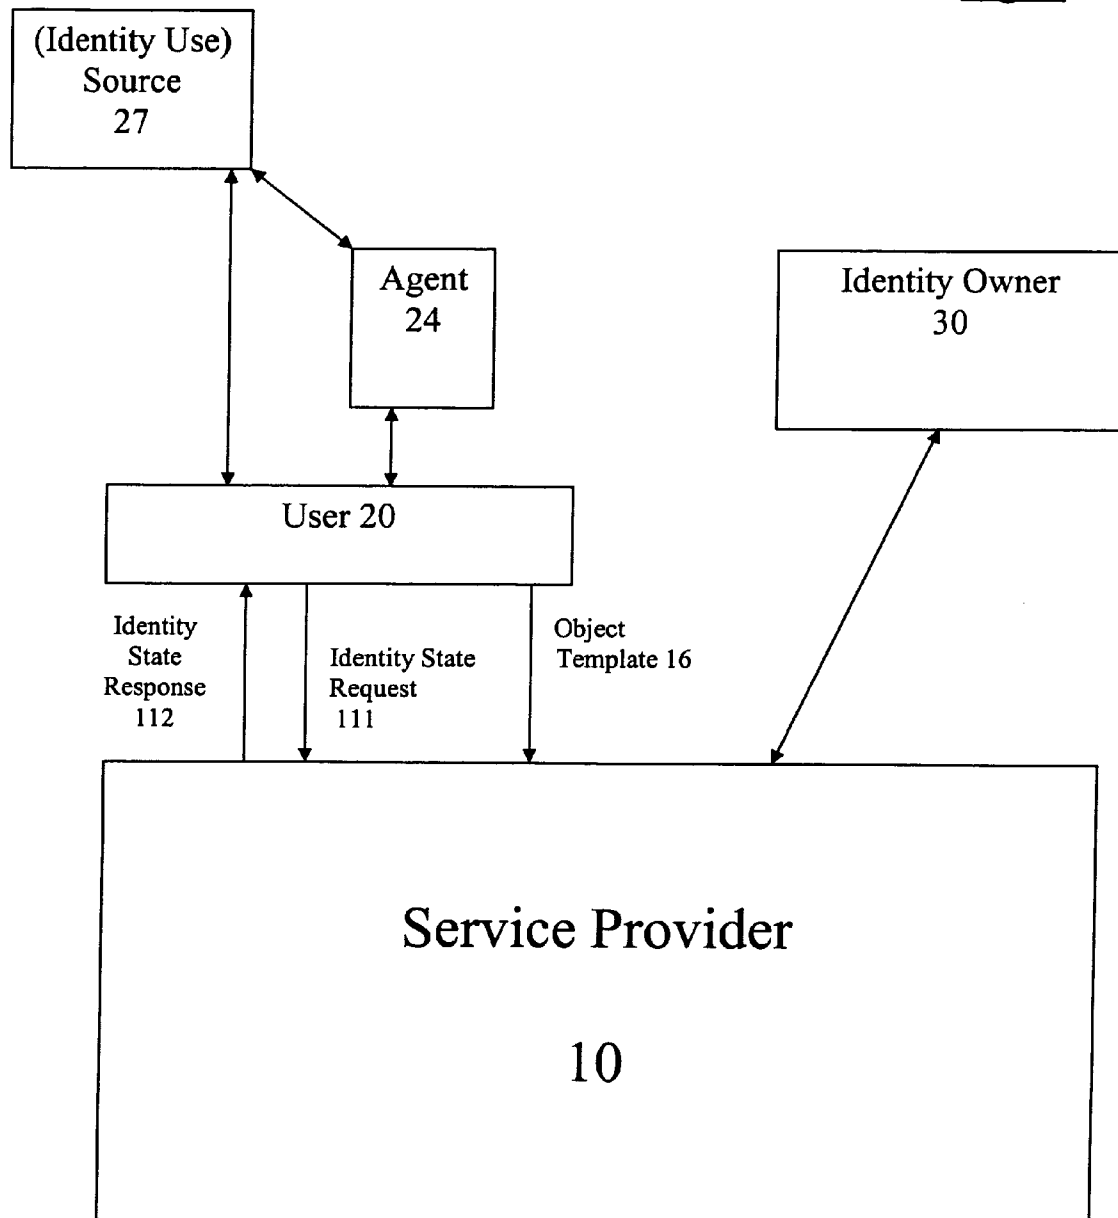 (Identity Use)
Source
27
Agent
24
Identity Owner
30
User 20
Identity
State
Response
112
Identity State
Request
111
Object
Template 16
Service Provider
10